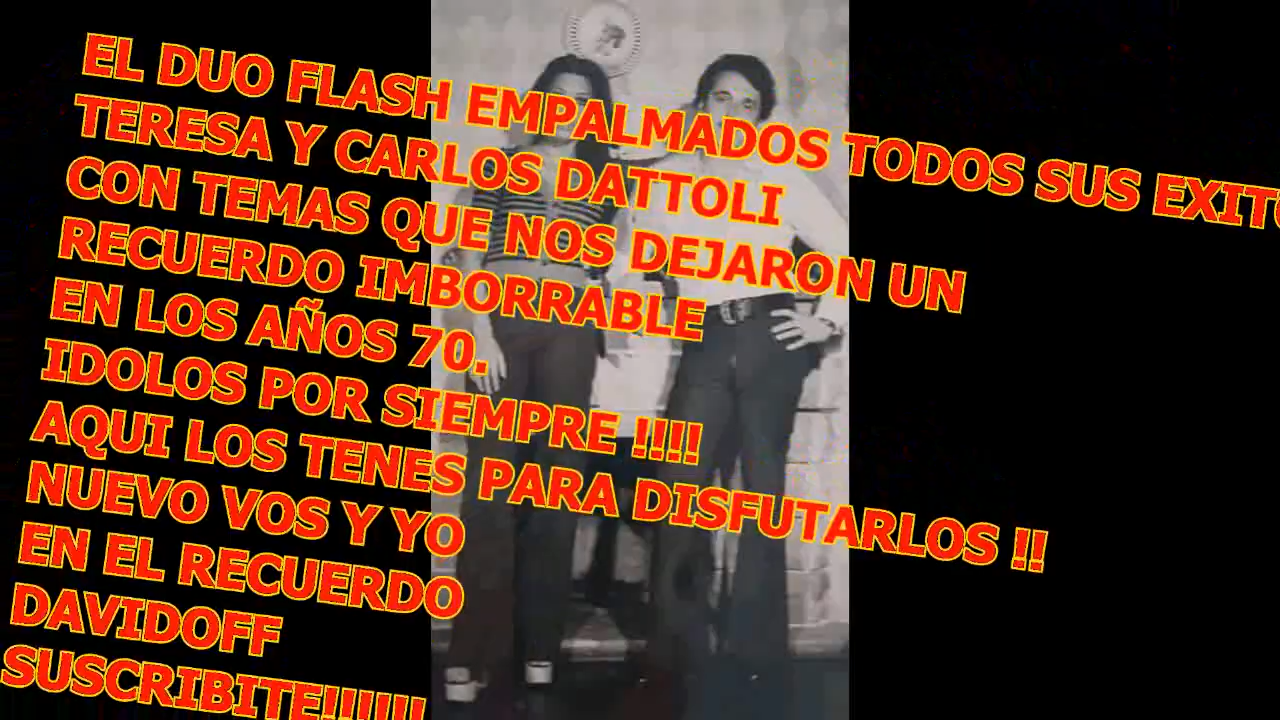 EL DUO FLASH EMPALMADOS TODOS SUS EXITO
TERESA Y CARLOS DATTOLI
CON TEMAS QUE NOS DEJARON UN
RECUERDO IMBORRABLE
EN LOS AÑOS 70.
IDOLOS POR SIEMPRE !!!!
AQUI LOS TENES PARA DISFUTARLOS !!
NUEVO VOS Y YO
EN EL RECUERDO
DAVIDOFF
SUSCRIBITE!!!!!!